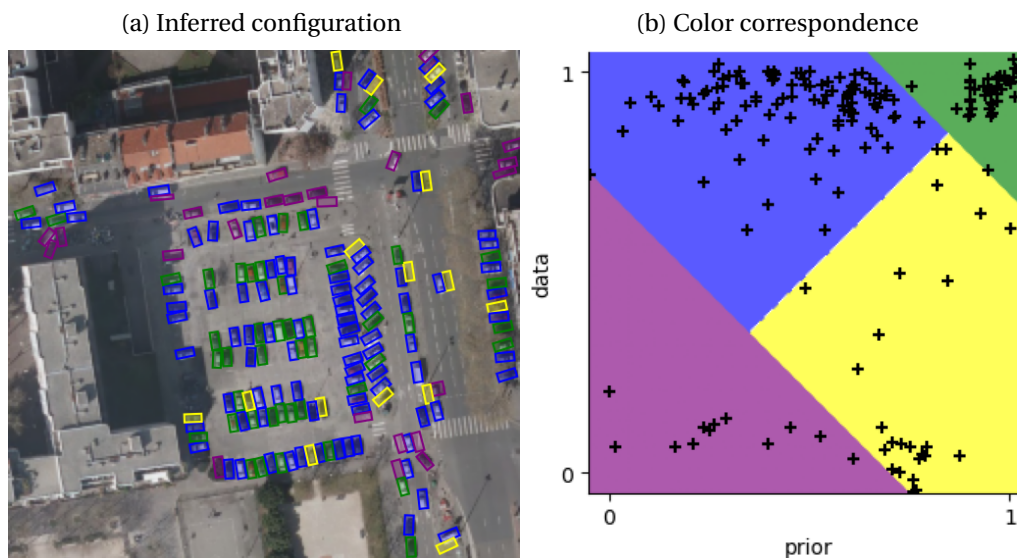 (a) Inferred configuration
(b) Color correspondence
1
data
0
0
1
prior